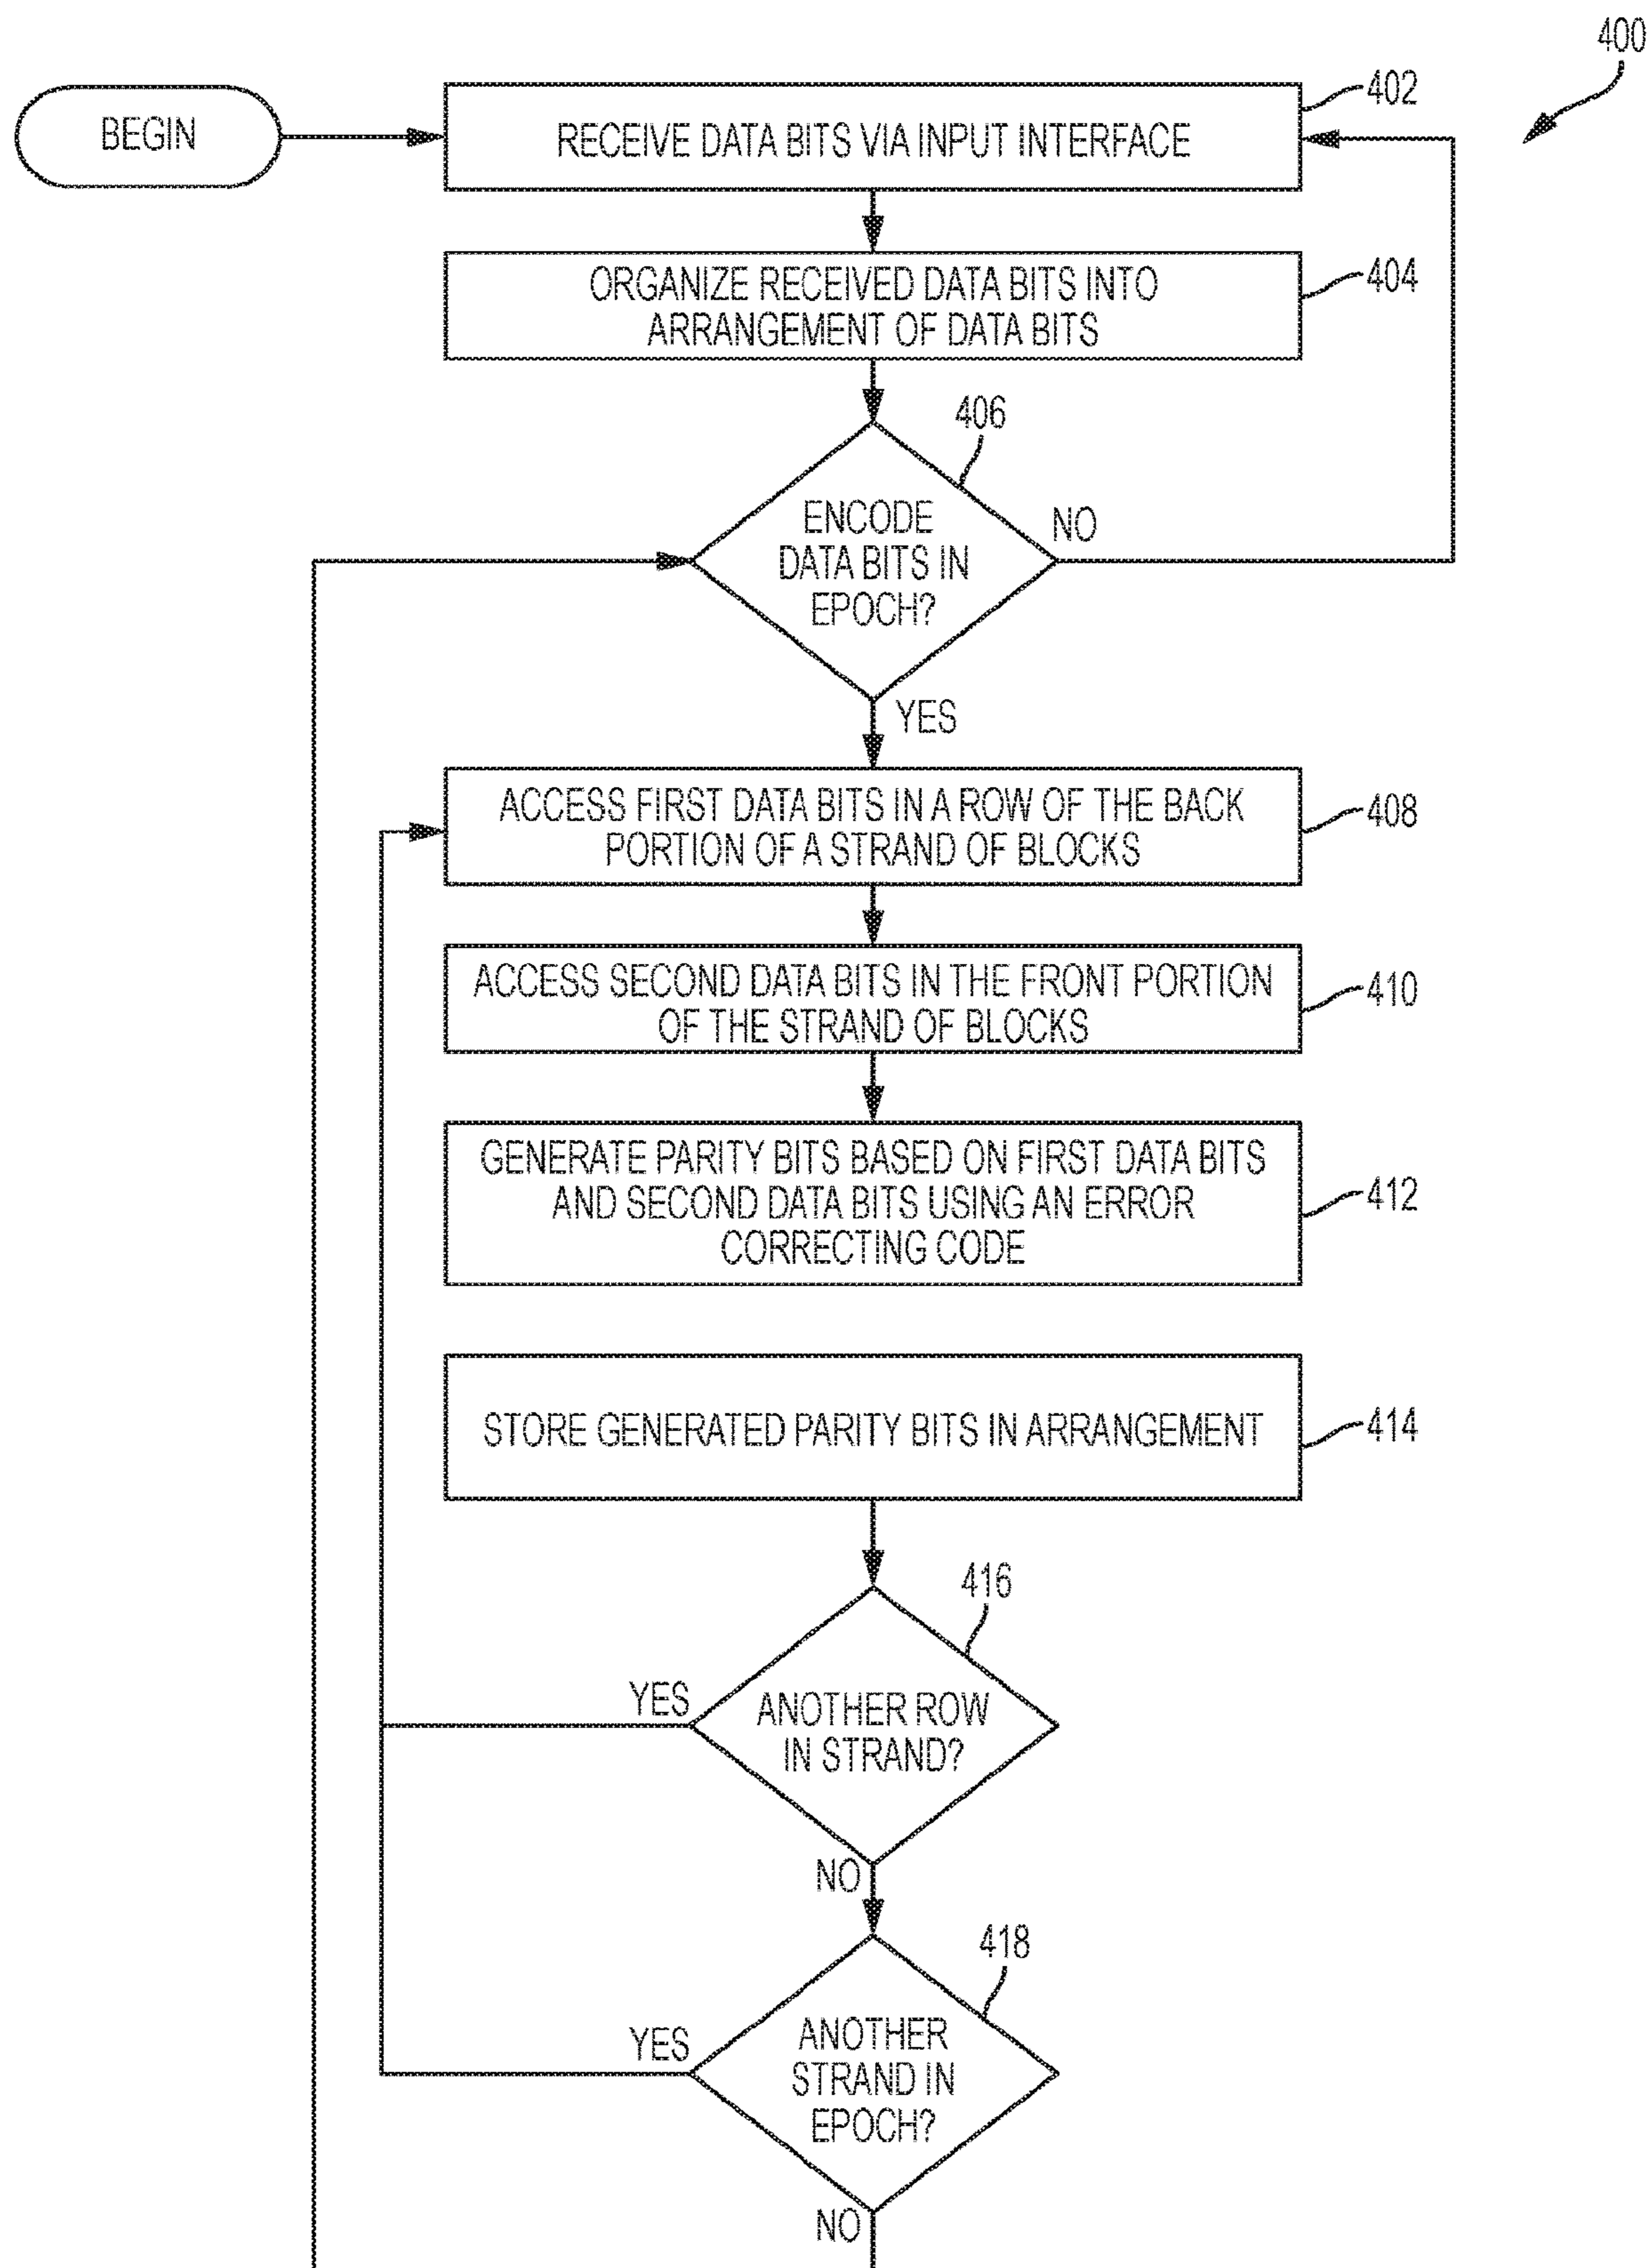 400
BEGIN
402
RECEIVE DATA BITS VIA INPUT INTERFACE
ORGANIZE RECEIVED DATA BITS INTO
ARRANGEMENT OF DATA BITS
404
406
ENCODE
DATA BITS IN
EPOCH?
NO
YES
ACCESS FIRST DATA BITS IN A ROW OF THE BACK
PORTION OF A STRAND OF BLOCKS
408
ACCESS SECOND DATA BITS IN THE FRONT PORTION
OF THE STRAND OF BLOCKS
410
GENERATE PARITY BITS BASED ON FIRST DATA BITS
AND SECOND DATA BITS USING AN ERROR
CORRECTING CODE
412
STORE GENERATED PARITY BITS IN ARRANGEMENT
414
416
YES
ANOTHER ROW
IN STRAND?
NO
418
YES
ANOTHER
STRAND IN
EPOCH?
NO